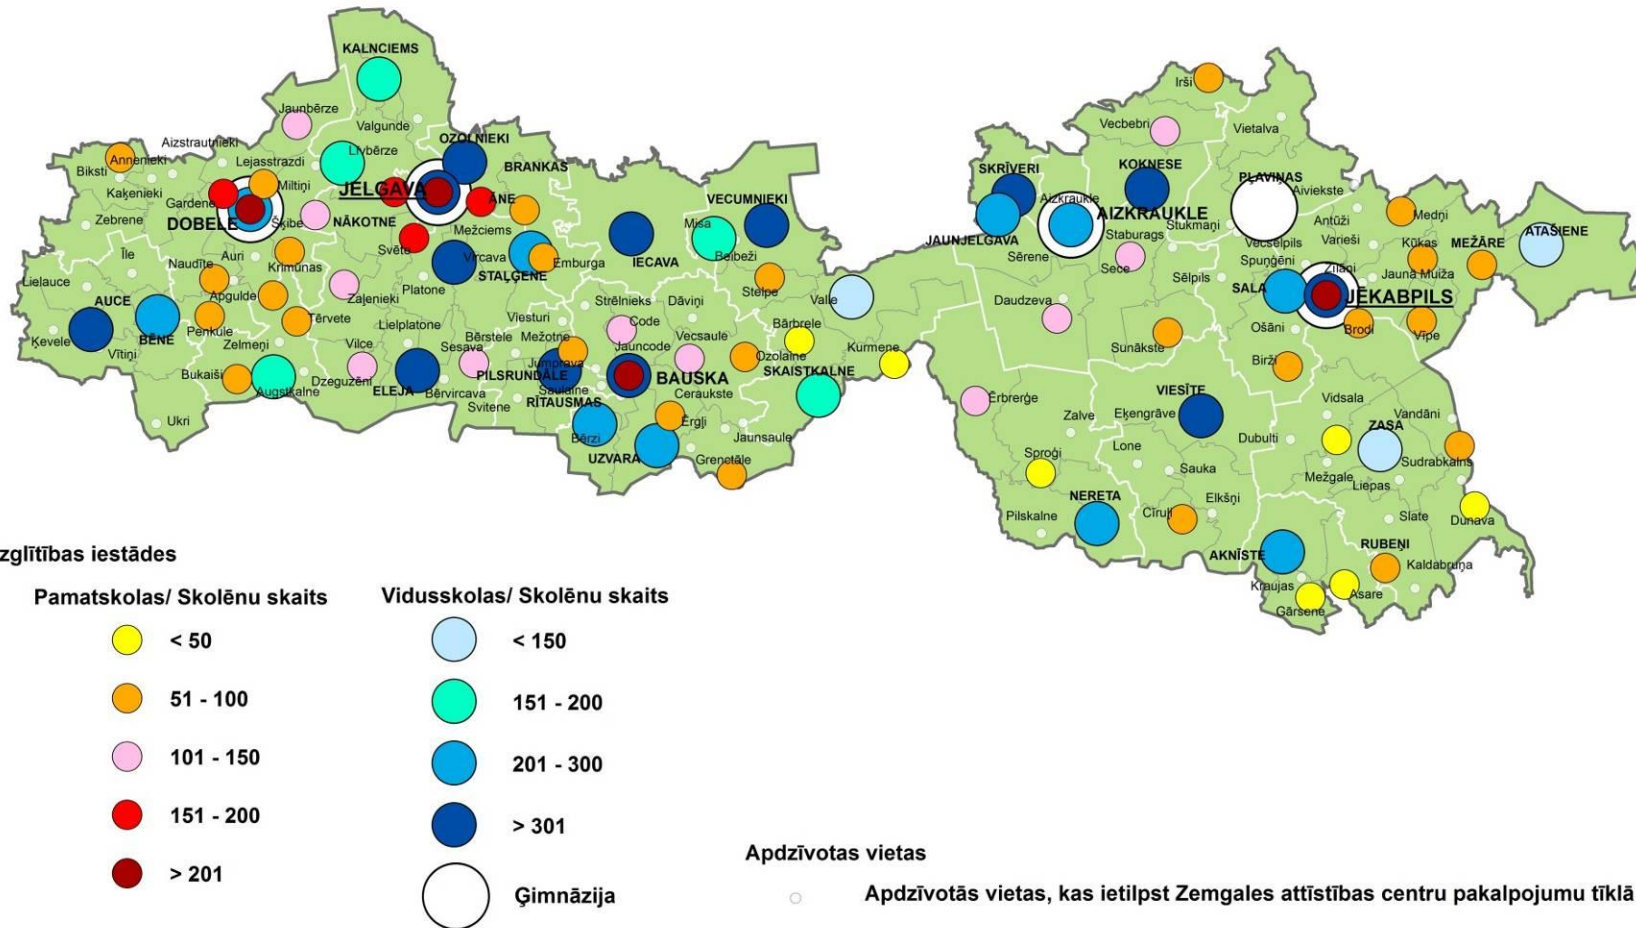 KALNCIEMS
Jaunbērze
Valgunde
Aizstrautnieki
OZOLNIEKI
Annenieki
Lejasstrazdi
Līvbērze
BRANKAS
Biksti
Kaķenieki
Miltiņi
JELGAVA
ĀNE
Gardene
Zebrene
DOBELE
Šķibe
NĀKOTNE
Mežciems
Svēte
Vircava
Emburga
Īle
Auri
Naudīte
Krimūnas
STAĻĢENE
IECAVA
VECUMNIEKI
Misa
Beibeži
Stelpe
Lielauce
Apgulde
Zaļenieki
Platone
Strēlnieks
Dāviņi
Valle
AUCE
BĒNE
Penkule
Tērvete
Lielplatone
Viesturi
Code
Bārbrele
Ķevele
Vītiņi
Zelmeņi
Vilce
Sesava
Bērstele
Mežotne
Jauncode
Vecsaule
Kurmene
Bukaiši
Augstkalne
Dzeguzēni
ELEJA
Bērvircava
PILSRUNDĀLE
Jumprava
Saulaine
BAUSKA
Ozolaine
SKAISTKALNE
Ukri
Svitene
RĪTAUSMAS
Ceraukste
Bērzi
Ērgļi
Jaunsaule
UZVARA
Grenctāle
Irši
Vecbebri
Vietalva
SKRĪVERI
KOKNESE
PĻAVIŅAS
Aiviekste
Aizkraukle
AIZKRAUKLE
Antūži
Medņi
JAUNJELGAVA
Staburags
Stukmaņi
Vecsēlpils
Varieši
Kūkas
MEŽĀRE
ATAŠIENE
Sērene
Sece
Spuņģēni
Zīlāni
Jauna Muiža
Sēlpils
SALA
JĒKABPILS
Daudzeva
Ošāni
Brodi
Vīpe
Sunākste
Birži
Ērberģe
VIESĪTE
Vidsala
Vandāni
Zalve
Eķengrāve
ZASA
Lone
Dubulti
Sproģi
Sauka
Mežgale
Sudrabkalns
Liepas
NERETA
Elkšņi
Pilskalne
Cīruļi
Slate
Dunava
AKNĪSTE
RUBEŅI
Kaldabruņa
Kraujas
Asare
Gārsene
zglītības iestādes
Pamatskolas/ Skolēnu skaits
Vidusskolas/ Skolēnu skaits
< 50
< 150
51 - 100
151 - 200
101 - 150
201 - 300
151 - 200
> 301
> 201
Ģimnāzija
Apdzīvotas vietas
Apdzīvotās vietas, kas ietilpst Zemgales attīstības centru pakalpojumu tīklā